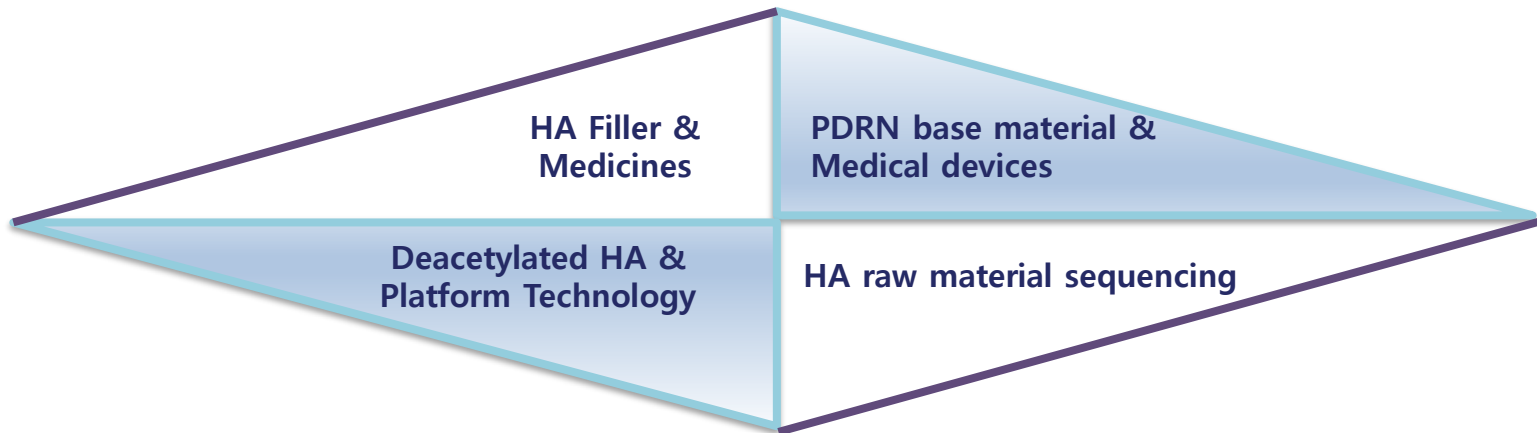 HA Filler &
Medicines
PDRN base material &
Medical devices
Deacetylated HA &
Platform Technology
HA raw material sequencing